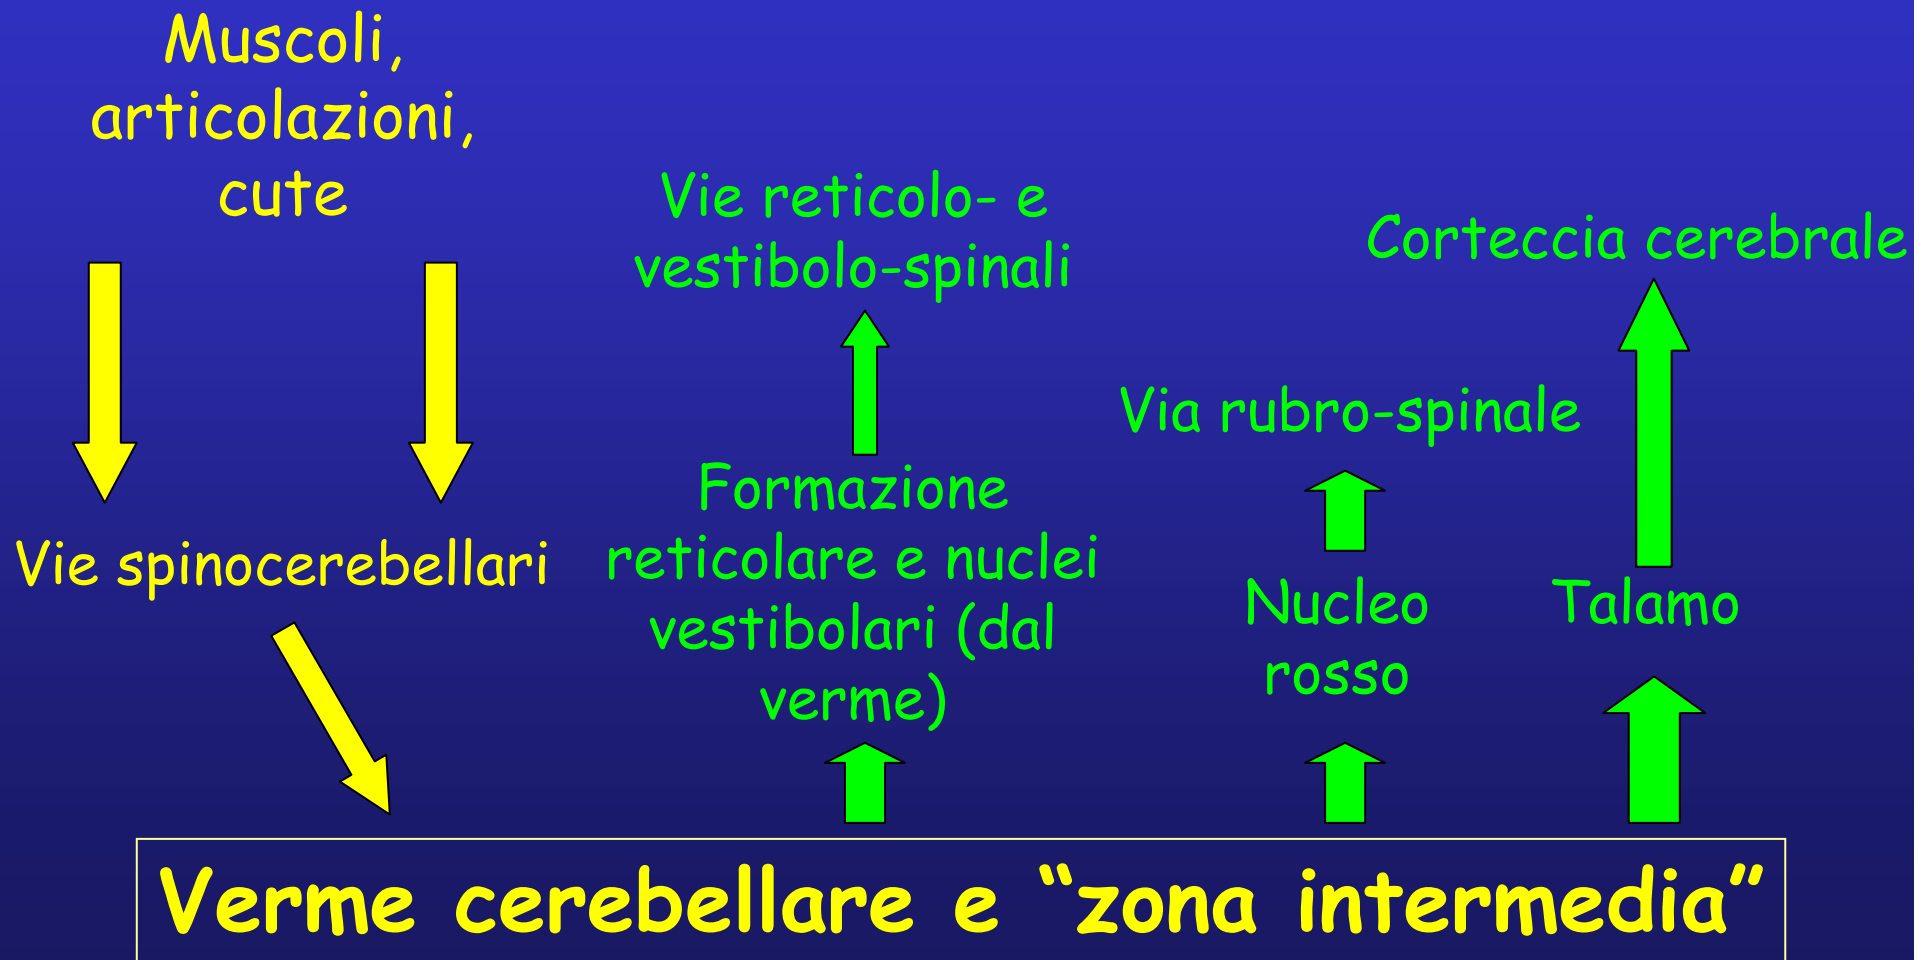 Muscoli,
articolazioni,
cute
Vie spinocerebellari
Vie reticolo- e
vestibolo-spinali
Formazione
reticolare e nuclei
vestibolari (dal
verme)
Via rubro-spinale
Nucleo
rosso
Corteccia cerebrale
Talamo
Verme cerebellare e “zona intermedia”